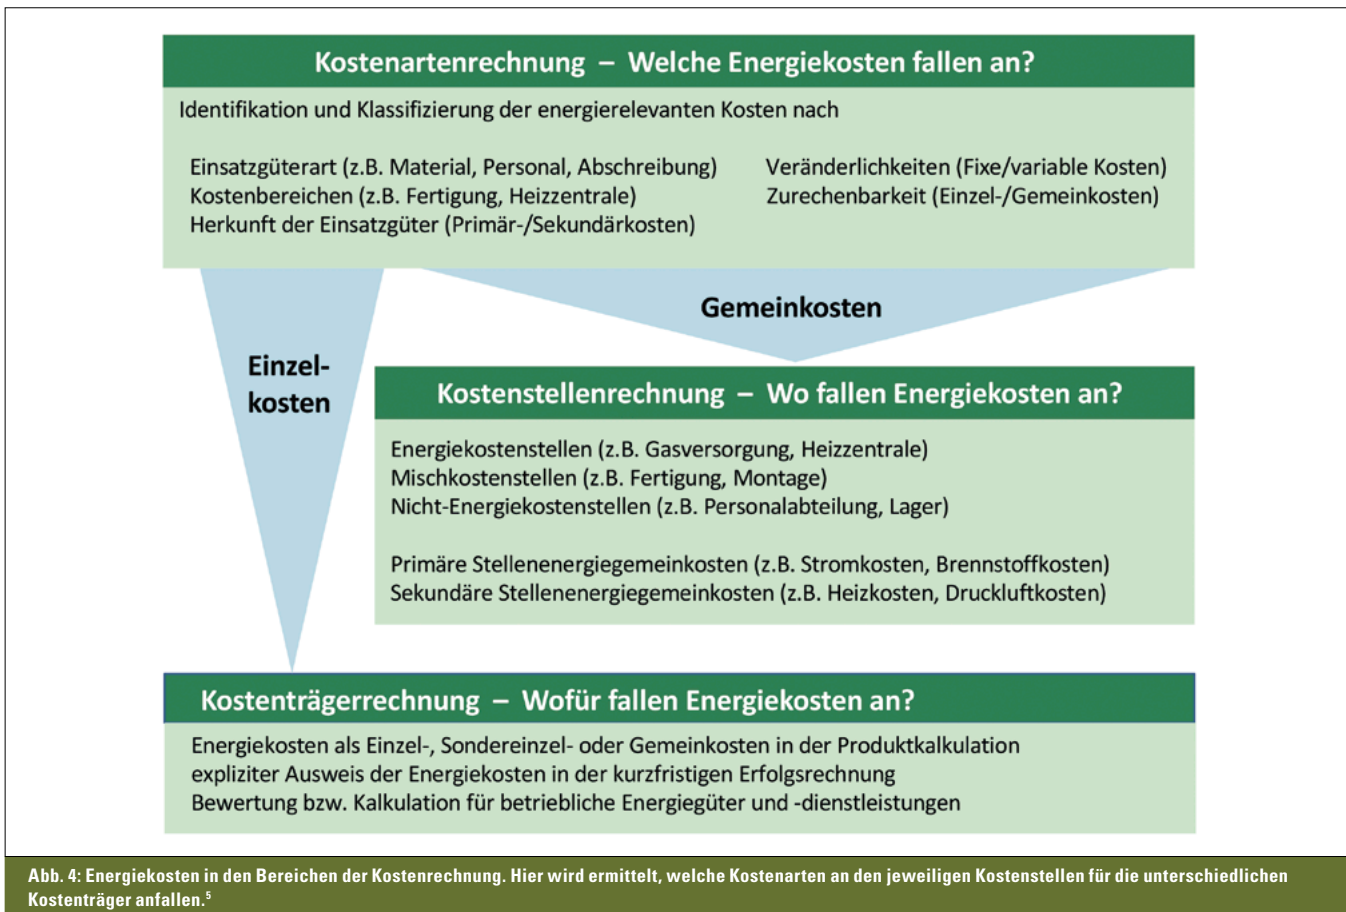 Kostenartenrechnung – Welche Energiekosten fallen an?
Identifikation und Klassifizierung der energierelevanten Kosten nach
Einsatzgüterart (z.B. Material, Personal, Abschreibung)
Kostenbereichen (z.B. Fertigung, Heizzentrale)
Herkunft der Einsatzgüter (Primär-/Sekundärkosten)
Veränderlichkeiten (Fixe/variable Kosten)
Zurechenbarkeit (Einzel-/Gemeinkosten)
Gemeinkosten
Einzel-
kosten
Kostenstellenrechnung – Wo fallen Energiekosten an?
Energiekostenstellen (z.B. Gasversorgung, Heizzentrale)
Mischkostenstellen (z.B. Fertigung, Montage)
Nicht-Energiekostenstellen (z.B. Personalabteilung, Lager)
Primäre Stellenenergiegemeinkosten (z.B. Stromkosten, Brennstoffkosten)
Sekundäre Stellenenergiegemeinkosten (z.B. Heizkosten, Druckluftkosten)
Kostenträgerrechnung – Wofür fallen Energiekosten an?
Energiekosten als Einzel-, Sondereinzel- oder Gemeinkosten in der Produktkalkulation
expliziter Ausweis der Energiekosten in der kurzfristigen Erfolgsrechnung
Bewertung bzw. Kalkulation für betriebliche Energiegüter und -dienstleistungen
Abb. 4: Energiekosten in den Bereichen der Kostenrechnung. Hier wird ermittelt, welche Kostenarten an den jeweiligen Kostenstellen für die unterschiedlichen
Kostenträger anfallen.⁵